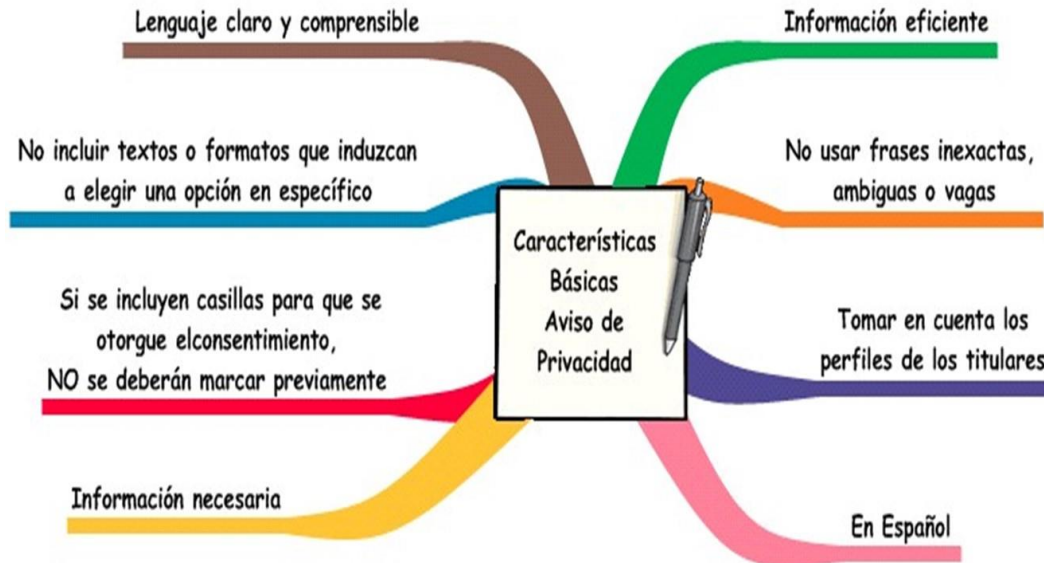 Lenguaje claro y comprensible
Información eficiente
No incluir textos o formatos que induzcan
a elegir una opción en específico
No usar frases inexactas,
ambiguas o vagas
Características
Básicas
Aviso de
Privacidad
Si se incluyen casillas para que se
otorgue elconsentimiento,
NO se deberán marcar previamente
Tomar en cuenta los
perfiles de los titulares
Información necesaria
En Español